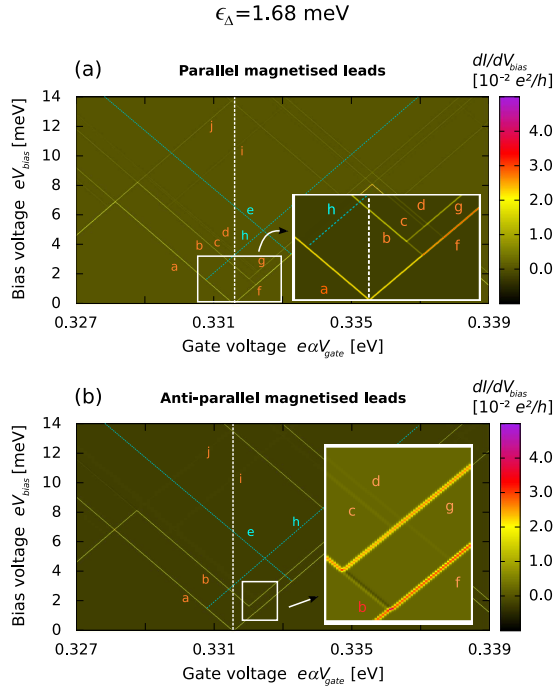 ϵ_Δ=1.68 meV
(a) Parallel magnetised leads
dI/dV_bias
[10⁻² e²/h]
Bias voltage eV_bias [meV]
14
12
10
8
6
4
2
0
j
i
e
d
h
b
c
a
g
f
h
d
g
c
b
f
a
4.0
3.0
2.0
1.0
0.0
0.327 0.331 0.335 0.339
Gate voltage eαV_gate [eV]
(b) Anti-parallel magnetised leads
dI/dV_bias
[10⁻² e²/h]
Bias voltage eV_bias [meV]
14
12
10
8
6
4
2
0
j
i
h
e
b
a
d
c
g
f
b
4.0
3.0
2.0
1.0
0.0
0.327 0.331 0.335 0.339
Gate voltage eαV_gate [eV]